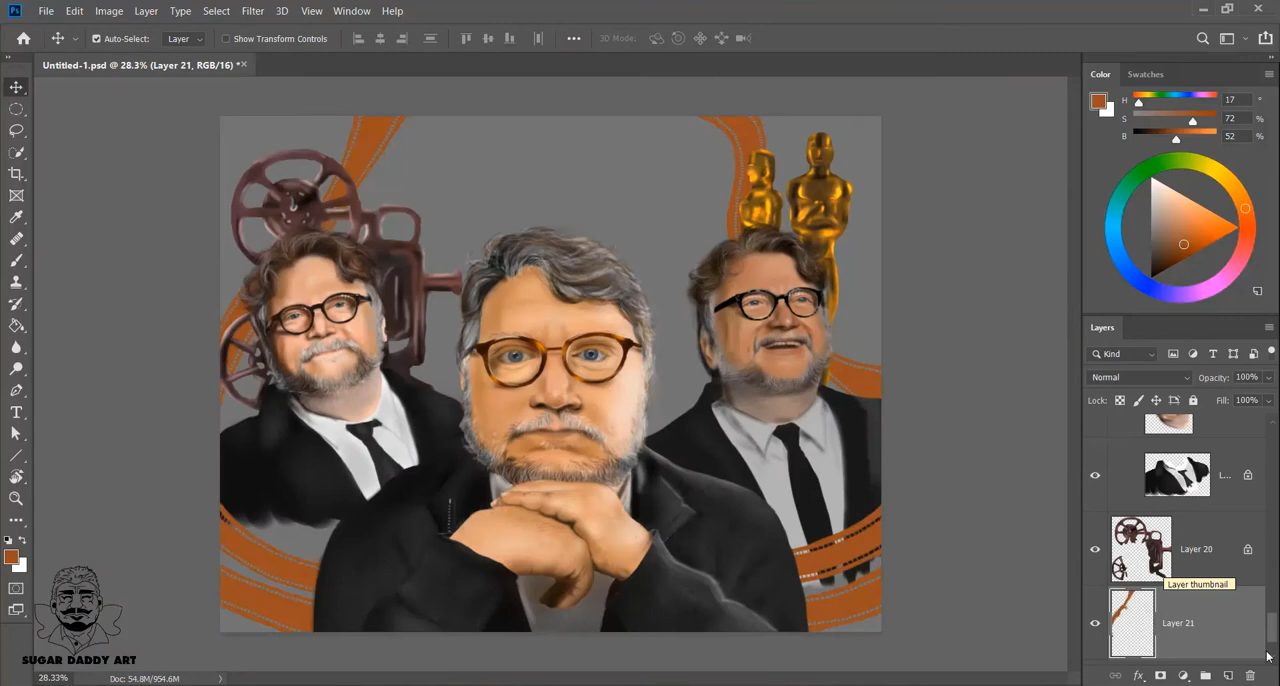 Ps File Edit Image Layer Type Select Filter 3D View Window Help
Auto-Select: Layer Show Transform Controls 3D Mode:
Untitled-1.psd @ 28.3% (Layer 21, RGB/16) *
Color Swatches
H 17 °
S 72 %
B 52 %
Layers
Kind
Normal Opacity: 100%
Lock: Fill: 100%
L...
Layer 20
Layer thumbnail
Layer 21
SUGAR DADDY ART
28.33% Doc: 54.8M/954.6M